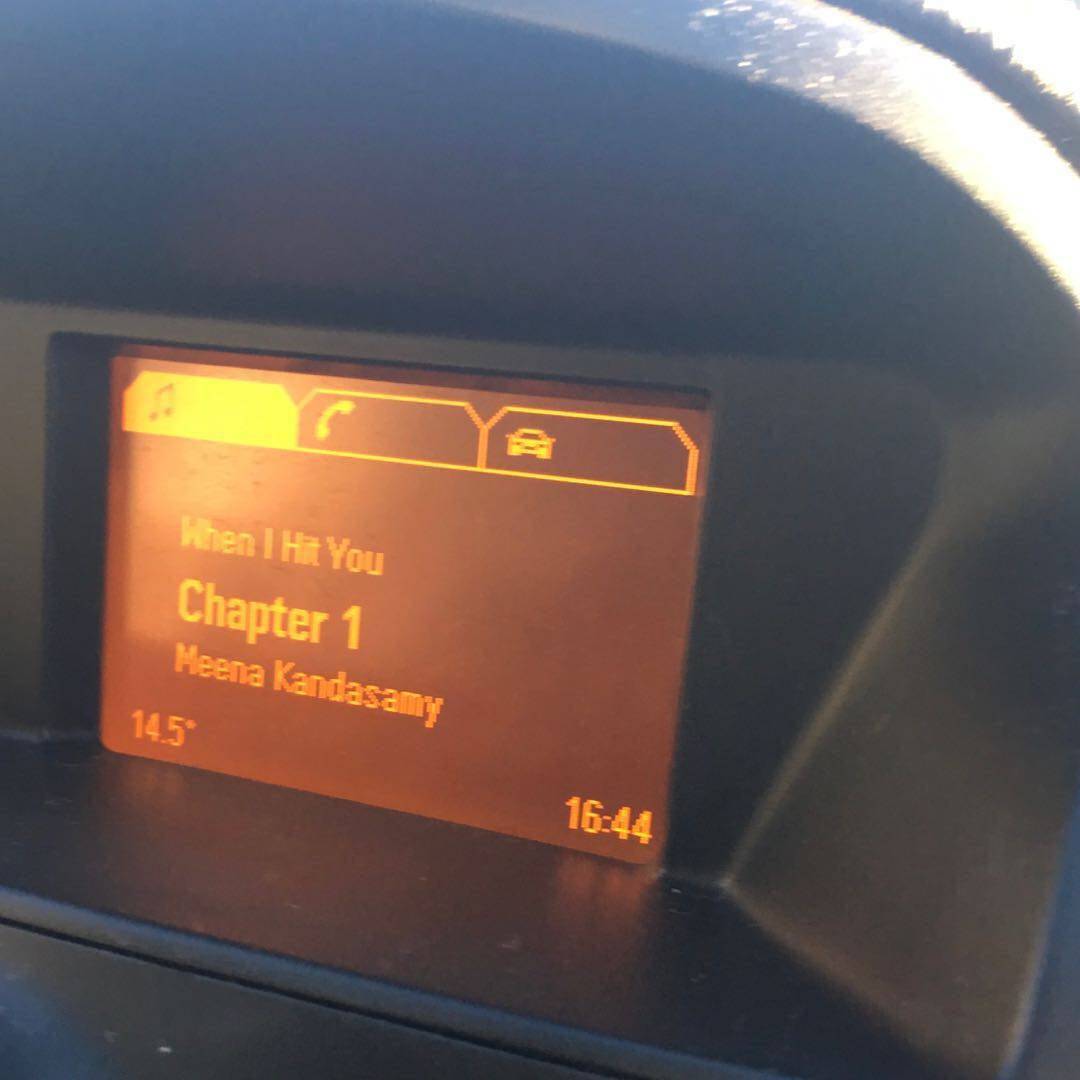 When I Hit You
Chapter 1
Meena Kandasamy
14.5°
16:44